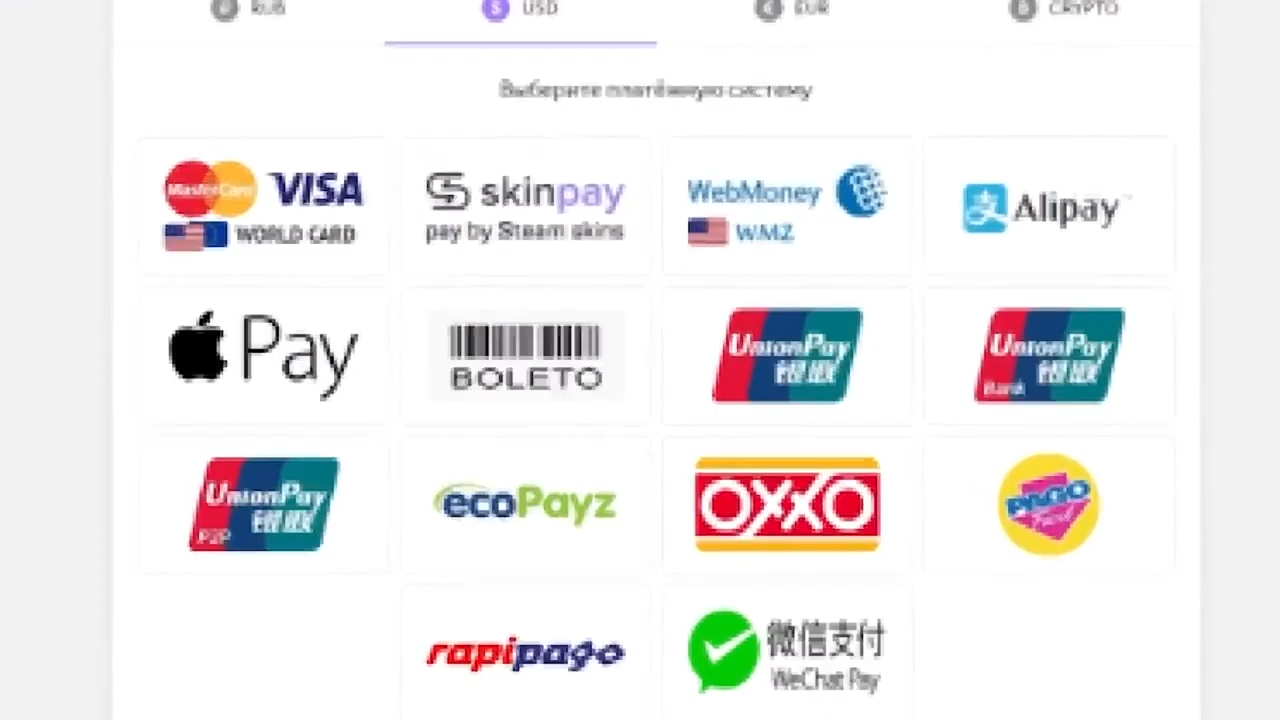 RUB
$ USD
€ EUR
CRYPTO
Выберите платёжную систему
MasterCard VISA
WORLD CARD
skinpay
pay by Steam skins
WebMoney
WMZ
支 Alipay
Pay
BOLETO
UnionPay
银联
UnionPay
银联
Bank
UnionPay
银联
P2P
ecoPayz
OXXO
PAGO
Fácil
rapipago
微信支付
WeChat Pay